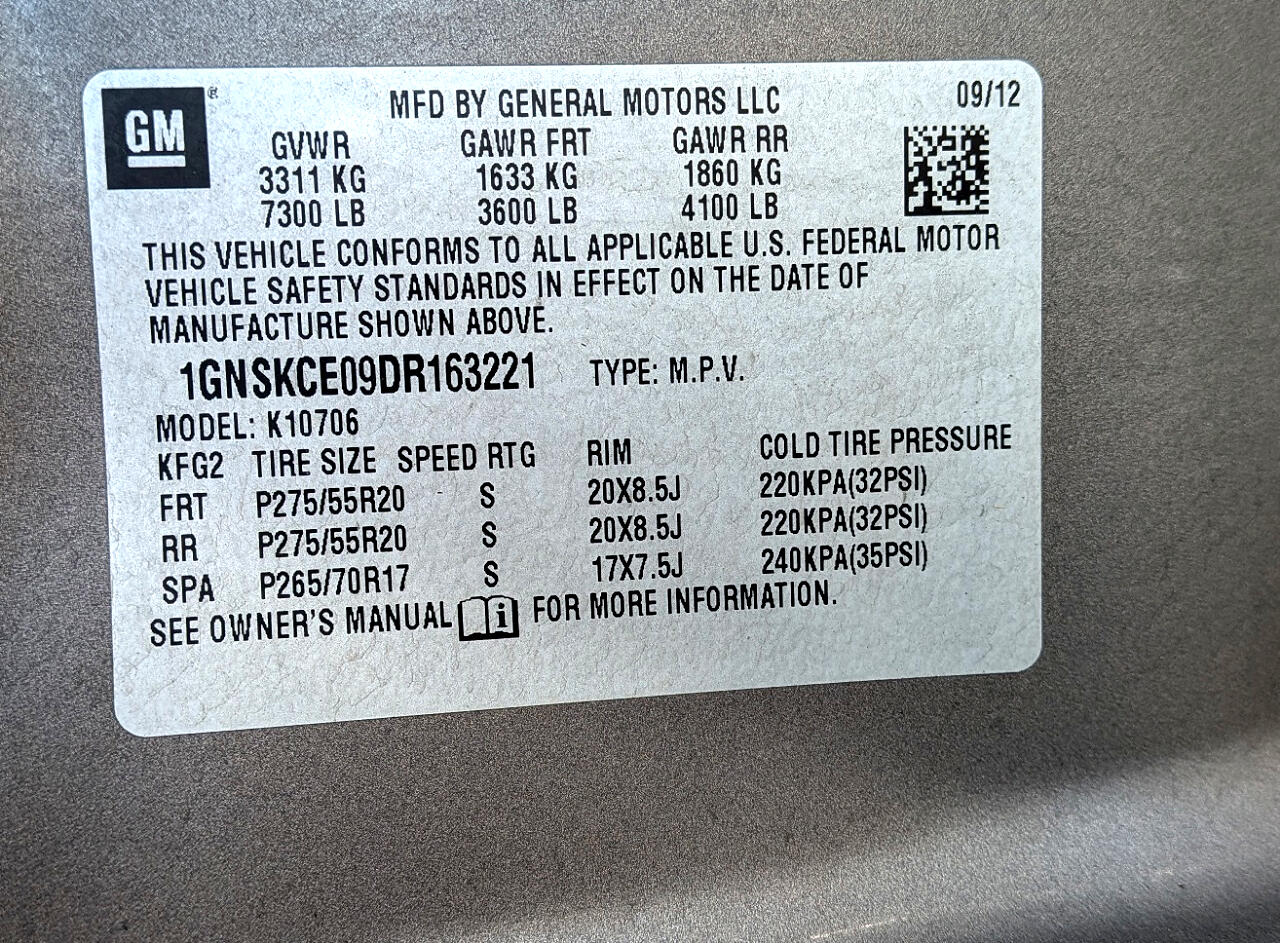 GM®
MFD BY GENERAL MOTORS LLC 09/12
GVWR GAWR FRT GAWR RR
3311 KG 1633 KG 1860 KG
7300 LB 3600 LB 4100 LB
THIS VEHICLE CONFORMS TO ALL APPLICABLE U.S. FEDERAL MOTOR
VEHICLE SAFETY STANDARDS IN EFFECT ON THE DATE OF
MANUFACTURE SHOWN ABOVE.
1GNSKCE09DR163221 TYPE: M.P.V.
MODEL: K10706
KFG2 TIRE SIZE SPEED RTG RIM COLD TIRE PRESSURE
FRT P275/55R20 S 20X8.5J 220KPA(32PSI)
RR P275/55R20 S 20X8.5J 220KPA(32PSI)
SPA P265/70R17 S 17X7.5J 240KPA(35PSI)
SEE OWNER'S MANUAL i FOR MORE INFORMATION.